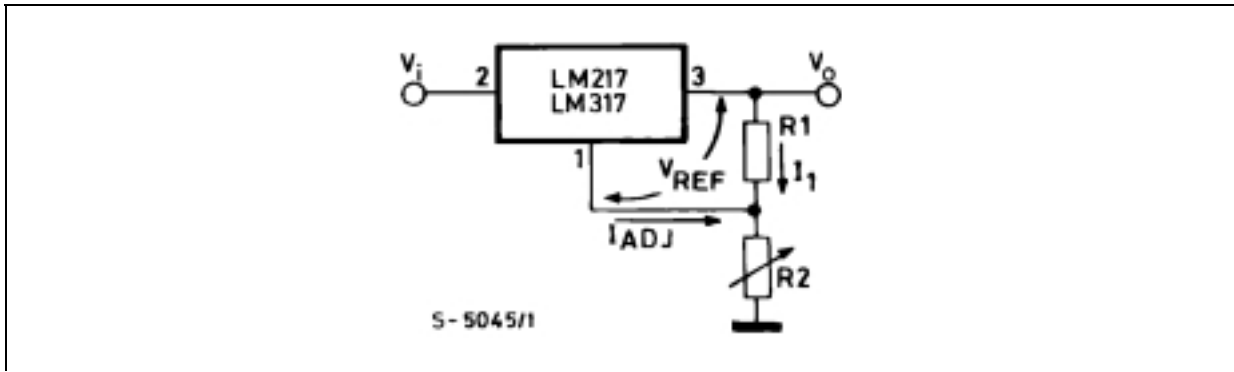 Vi
2
LM217
LM317
3
Vo
1
VREF
R1
I1
IADJ
R2
S-5045/1